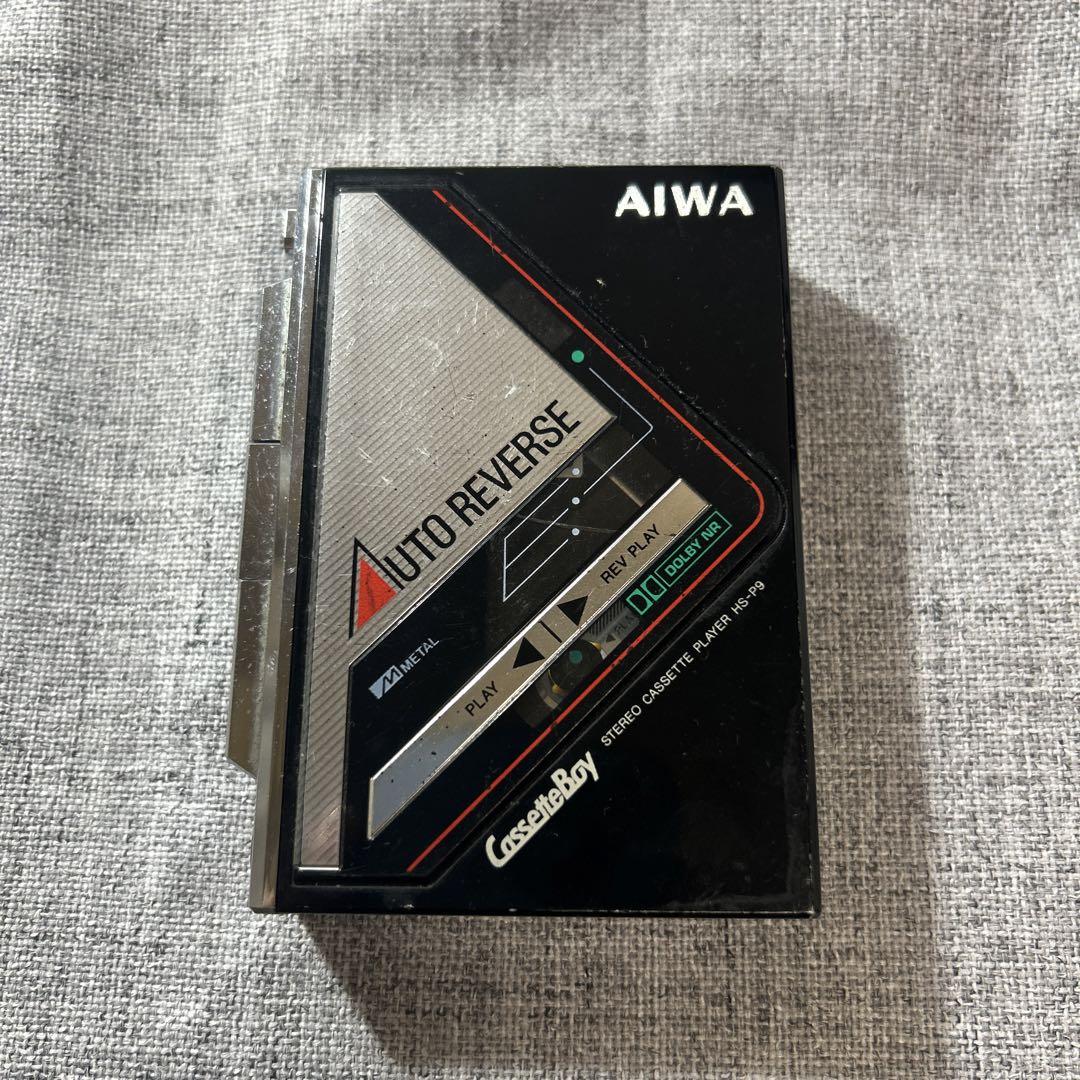 AIWA
AUTO REVERSE
METAL
PLAY
REV PLAY
DOLBY NR
CassetteBoy
STEREO CASSETTE PLAYER HS-P9